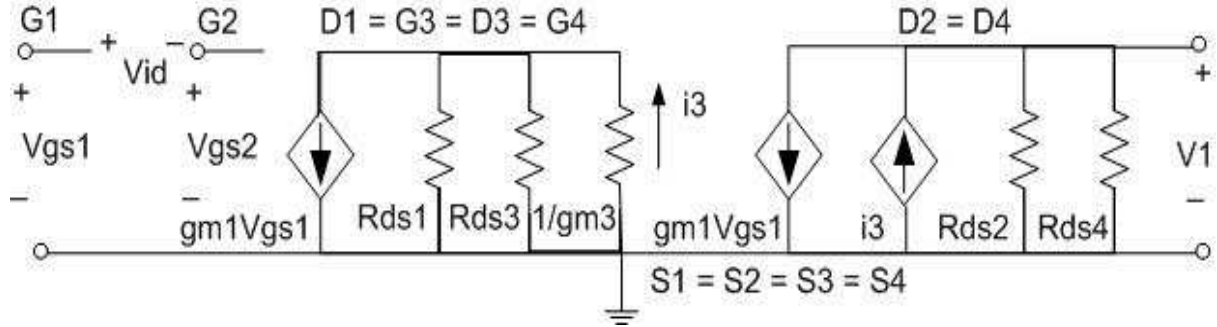 G1 G2 D1 = G3 = D3 = G4 D2 = D4
+ – Vid
+ + i3 +
Vgs1 Vgs2 V1
– – –
gm1Vgs1 Rds1 Rds3 1/gm3 gm1Vgs1 i3 Rds2 Rds4
S1 = S2 = S3 = S4